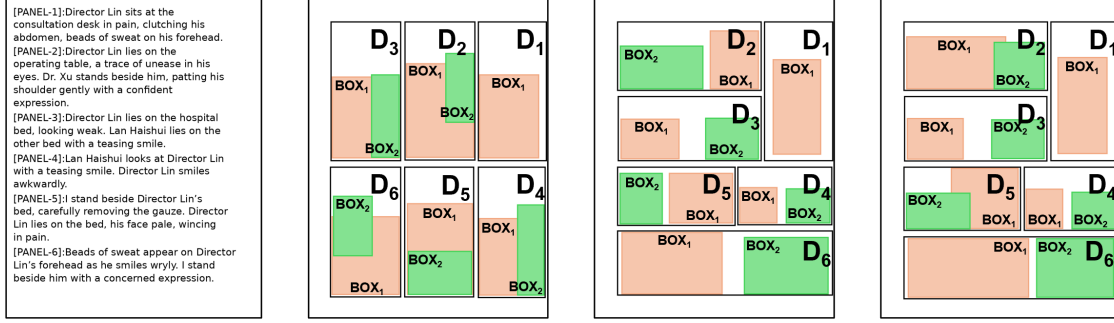 [PANEL-1]:Director Lin sits at the
consultation desk in pain, clutching his
abdomen, beads of sweat on his forehead.
[PANEL-2]:Director Lin lies on the
operating table, a trace of unease in his
eyes. Dr. Xu stands beside him, patting his
shoulder gently with a confident
expression.
[PANEL-3]:Director Lin lies on the hospital
bed, looking weak. Lan Haishui lies on the
other bed with a teasing smile.
[PANEL-4]:Lan Haishui looks at Director Lin
with a teasing smile. Director Lin smiles
awkwardly.
[PANEL-5]:I stand beside Director Lin's
bed, carefully removing the gauze. Director
Lin lies on the bed, his face pale, wincing
in pain.
[PANEL-6]:Beads of sweat appear on Director
Lin's forehead as he smiles wryly. I stand
beside him with a concerned expression.
D3 D2 D1
BOX1 BOX1 BOX1
BOX2 BOX2
D6 D5 D4
BOX2 BOX1 BOX1
BOX2
BOX1 BOX2
D2 D1
BOX2 BOX1 BOX1
D3
BOX1 BOX2
D5 D4
BOX2 BOX1 BOX1 BOX2
D6
BOX1 BOX2
D2 D1
BOX1 BOX2 BOX1
D3
BOX1 BOX2
D5 D4
BOX2 BOX1 BOX1 BOX2
D6
BOX1 BOX2